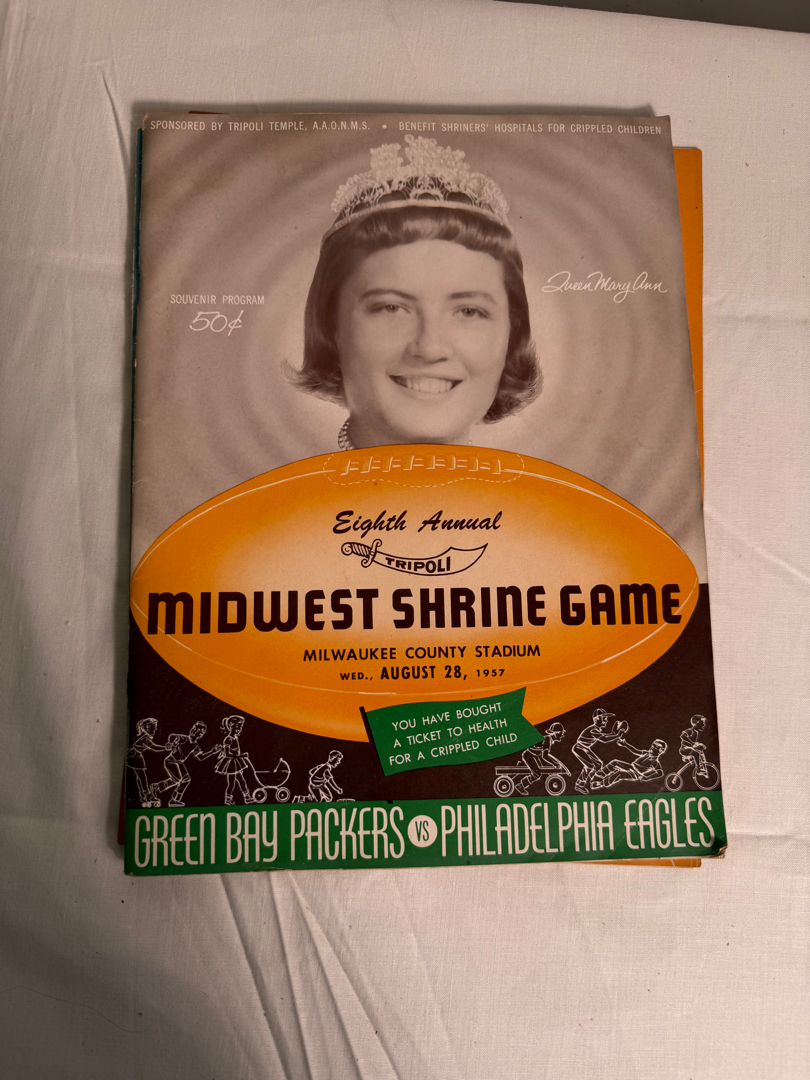 SPONSORED BY TRIPOLI TEMPLE, A.A.O.N.M.S. • BENEFIT SHRINERS' HOSPITALS FOR CRIPPLED CHILDREN
Queen Mary Ann
SOUVENIR PROGRAM
50¢
Eighth Annual
TRIPOLI
MIDWEST SHRINE GAME
MILWAUKEE COUNTY STADIUM
WED., AUGUST 28, 1957
YOU HAVE BOUGHT
A TICKET TO HEALTH
FOR A CRIPPLED CHILD
GREEN BAY PACKERS VS PHILADELPHIA EAGLES